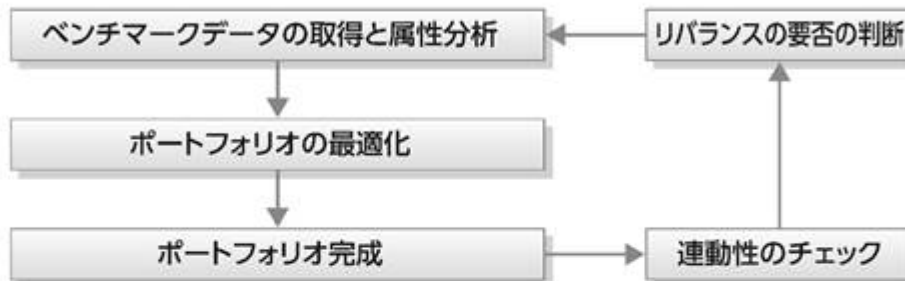 ベンチマークデータの取得と属性分析
リバランスの要否の判断
ポートフォリオの最適化
ポートフォリオ完成
連動性のチェック